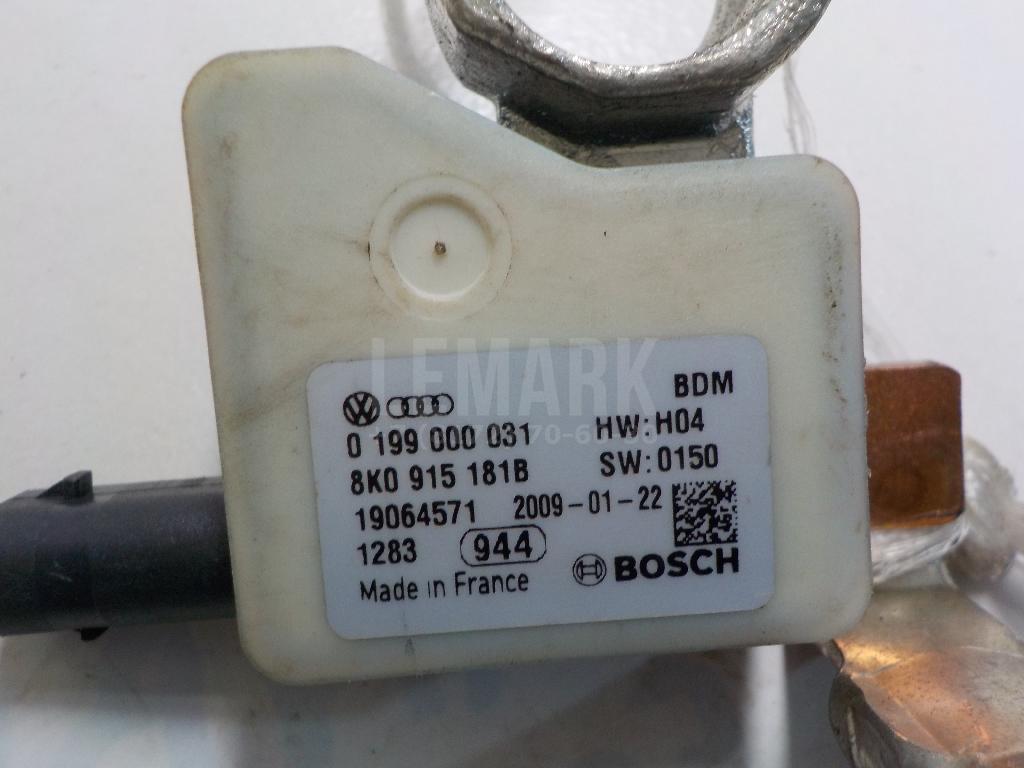 LEMARK
BDM
0 199 000 031 HW:H04
8K0 915 181B SW:0150
19064571 2009-01-22
1283 944
Made in France BOSCH